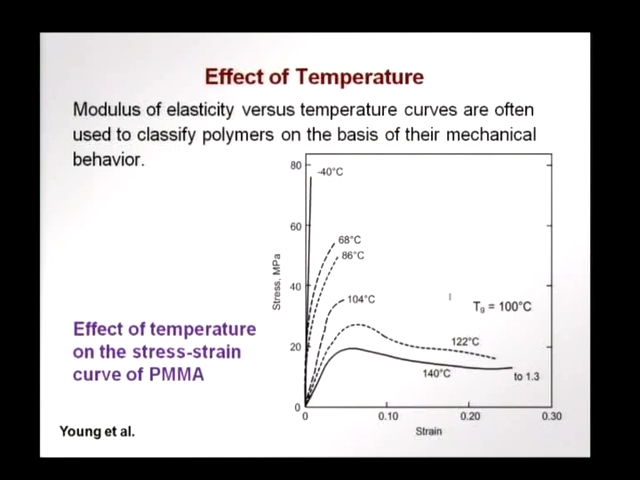 Effect of Temperature
Modulus of elasticity versus temperature curves are often
used to classify polymers on the basis of their mechanical
behavior.
80
-40°C
60
68°C
86°C
Stress, MPa
40
104°C
Tg = 100°C
Effect of temperature
on the stress-strain
curve of PMMA
20
122°C
140°C
to 1.3
0
0
0.10
0.20
0.30
Strain
Young et al.